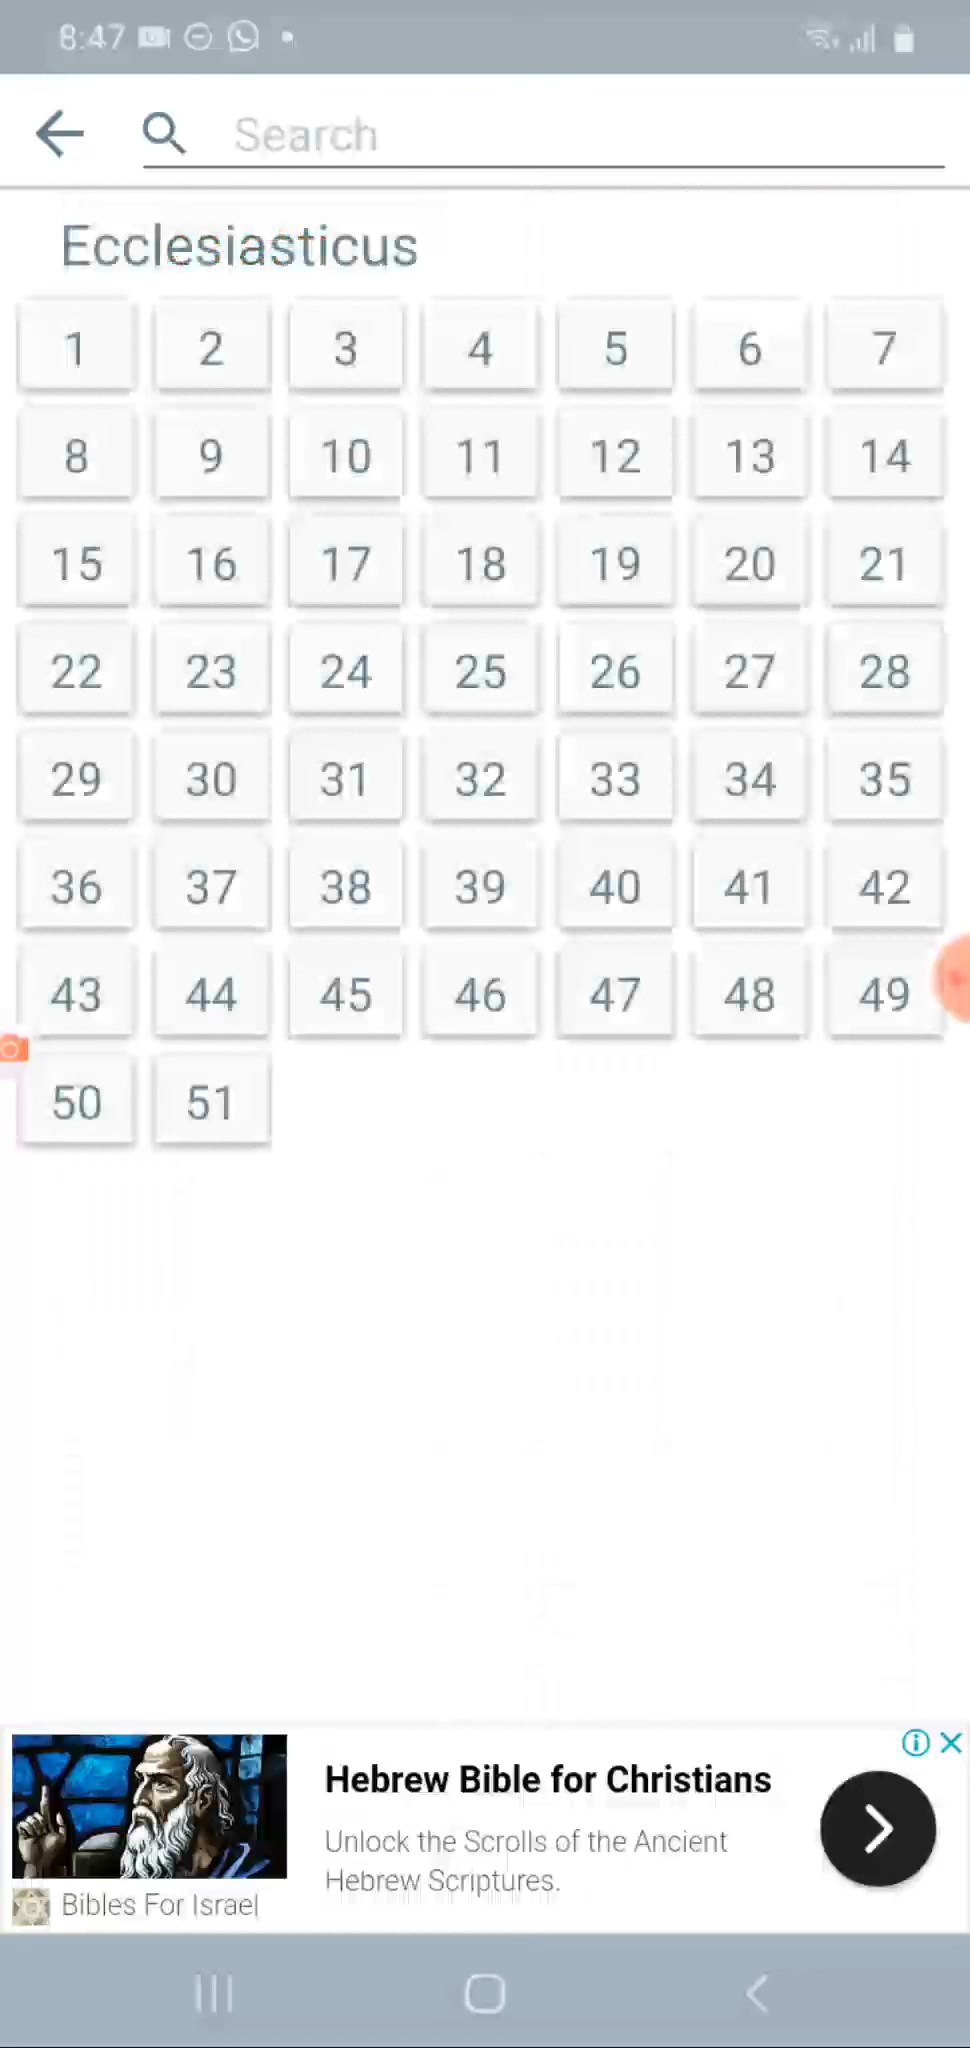 8:47
Search
Ecclesiasticus
1 2 3 4 5 6 7
8 9 10 11 12 13 14
15 16 17 18 19 20 21
22 23 24 25 26 27 28
29 30 31 32 33 34 35
36 37 38 39 40 41 42
43 44 45 46 47 48 49
50 51
Hebrew Bible for Christians
Unlock the Scrolls of the Ancient
Hebrew Scriptures.
Bibles For Israel